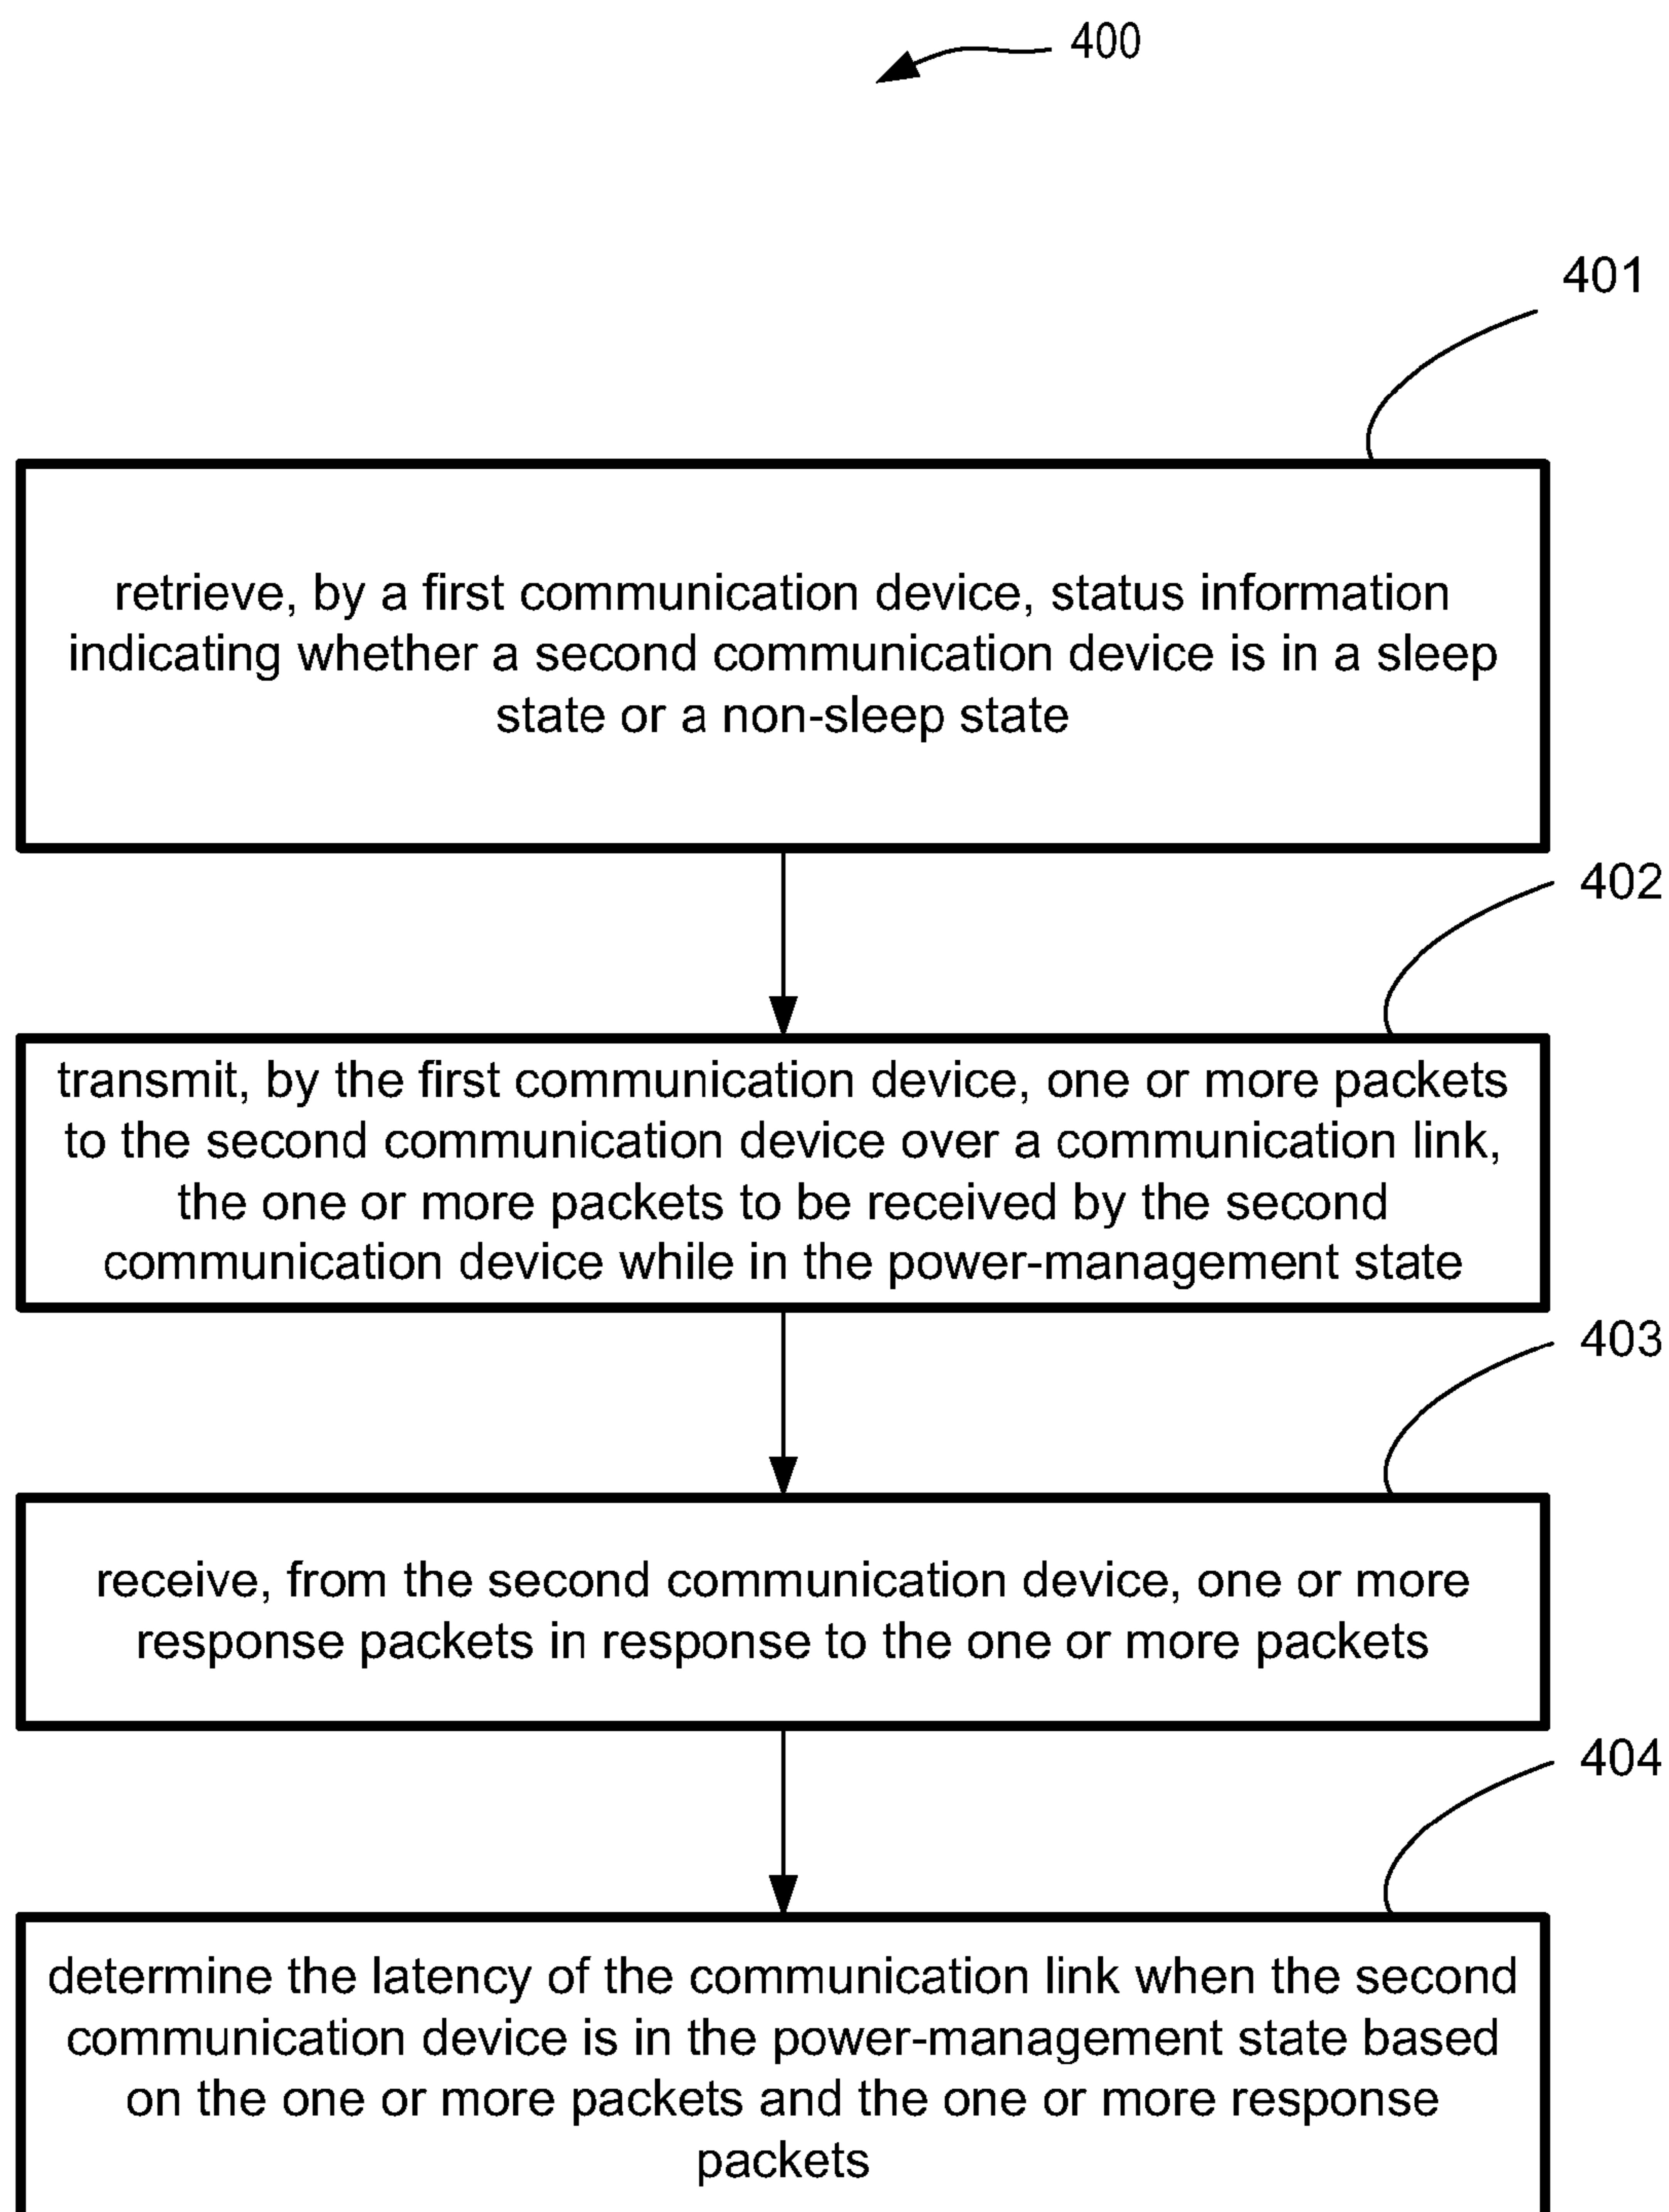 400
401
retrieve, by a first communication device, status information
indicating whether a second communication device is in a sleep
state or a non-sleep state
402
transmit, by the first communication device, one or more packets
to the second communication device over a communication link,
the one or more packets to be received by the second
communication device while in the power-management state
403
receive, from the second communication device, one or more
response packets in response to the one or more packets
404
determine the latency of the communication link when the second
communication device is in the power-management state based
on the one or more packets and the one or more response
packets